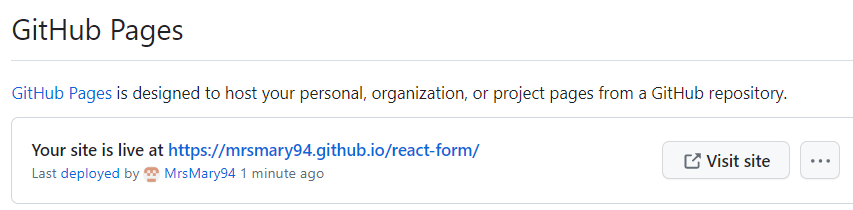 GitHub Pages
GitHub Pages is designed to host your personal, organization, or project pages from a GitHub repository.
Your site is live at https://mrsmary94.github.io/react-form/
Last deployed by MrsMary94 1 minute ago
Visit site